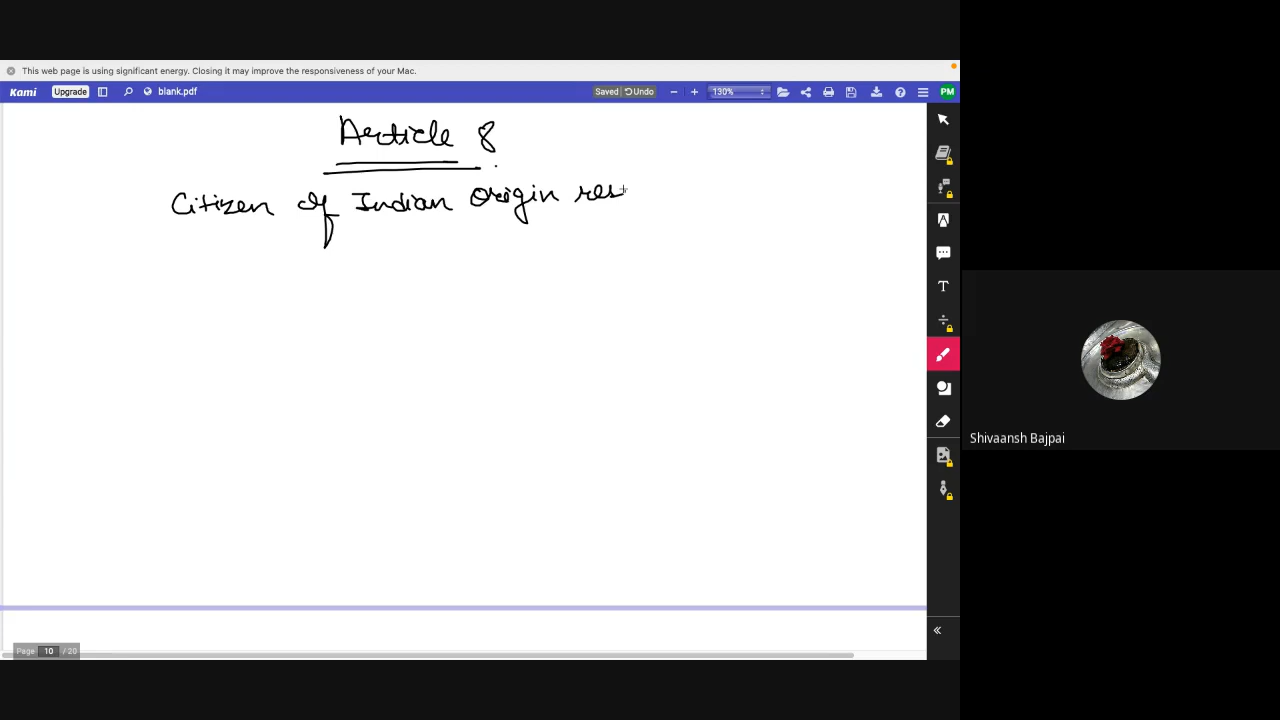 This web page is using significant energy. Closing it may improve the responsiveness of your Mac.
Kami Upgrade blank.pdf Saved Undo 130% PM
Article 8
Citizen of Indian Origin res
T
Shivaansh Bajpai
Page 10 / 20